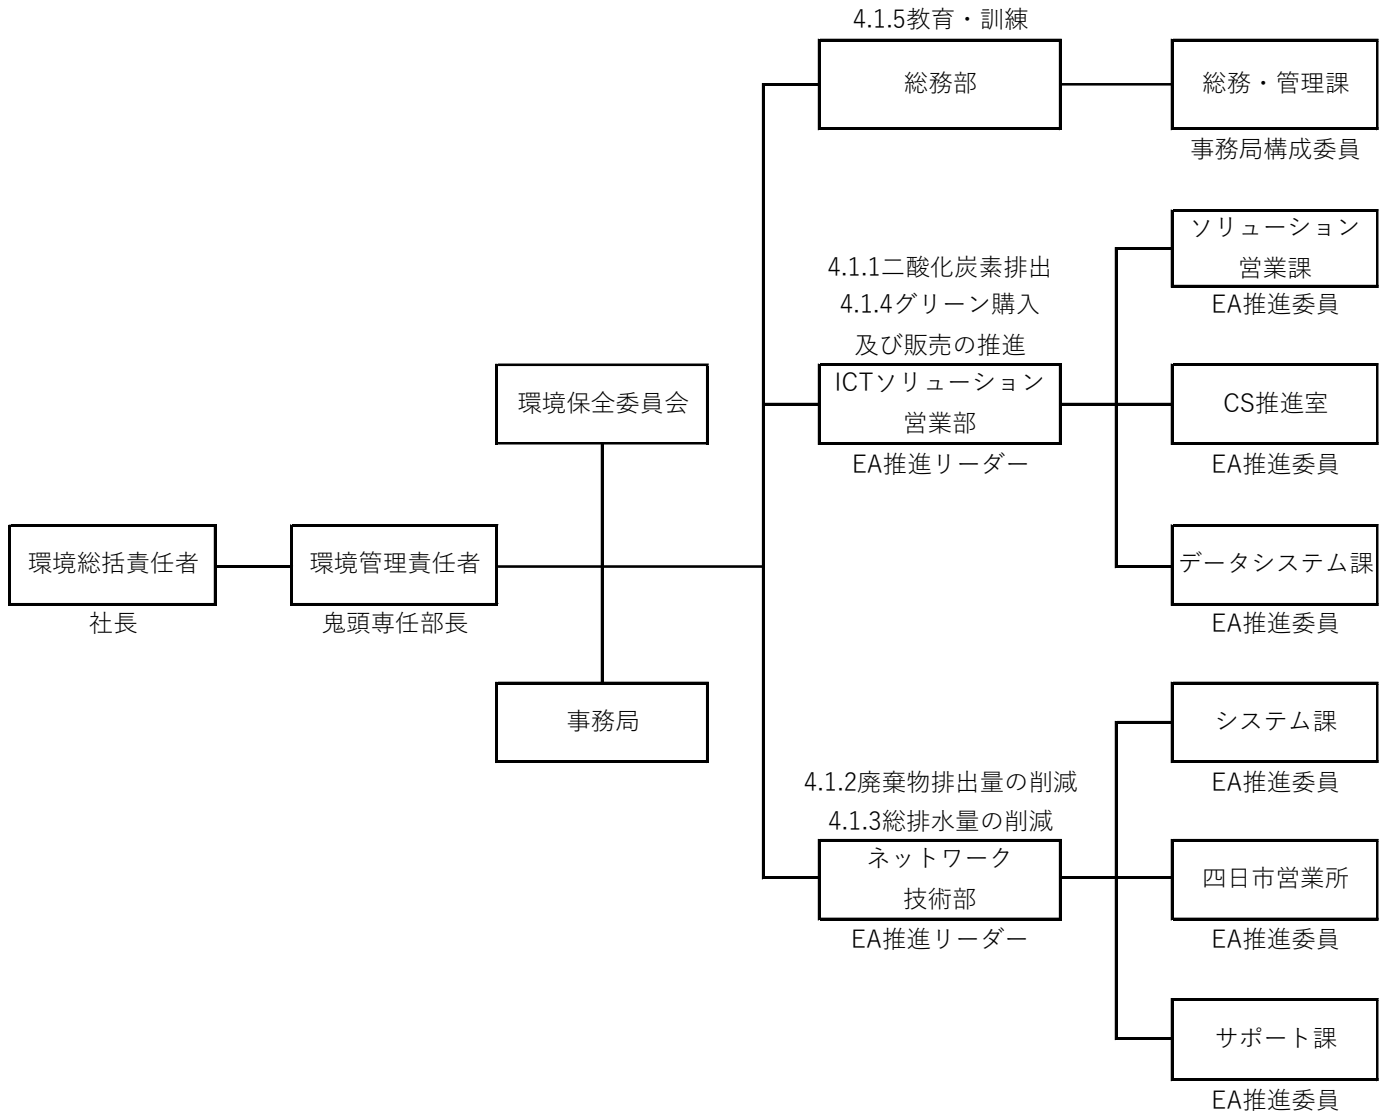 4.1.5教育・訓練
総務部
総務・管理課
事務局構成委員
ソリューション
営業課
EA推進委員
4.1.1二酸化炭素排出
4.1.4グリーン購入
及び販売の推進
ICTソリューション
営業部
EA推進リーダー
CS推進室
EA推進委員
環境保全委員会
環境総括責任者
社長
環境管理責任者
鬼頭専任部長
データシステム課
EA推進委員
事務局
システム課
EA推進委員
4.1.2廃棄物排出量の削減
4.1.3総排水量の削減
ネットワーク
技術部
EA推進リーダー
四日市営業所
EA推進委員
サポート課
EA推進委員